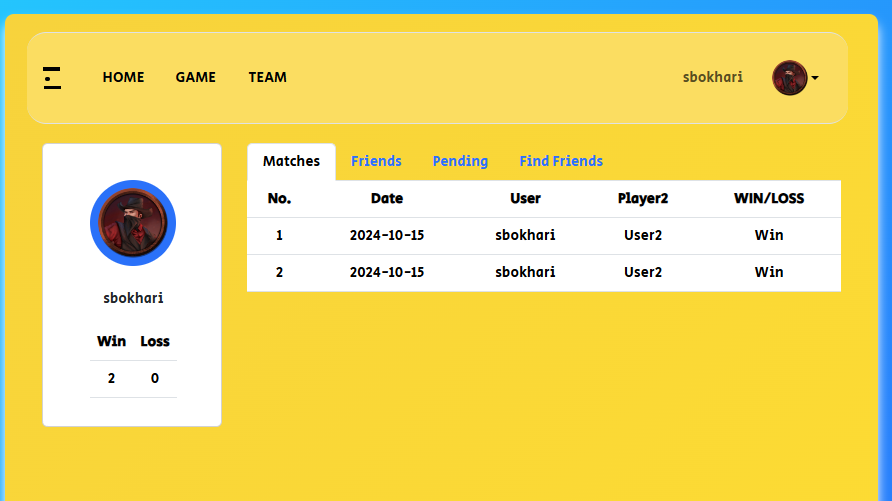 HOME GAME TEAM sbokhari
Matches Friends Pending Find Friends
No. Date User Player2 WIN/LOSS
1 2024-10-15 sbokhari User2 Win
2 2024-10-15 sbokhari User2 Win
sbokhari
Win Loss
2 0